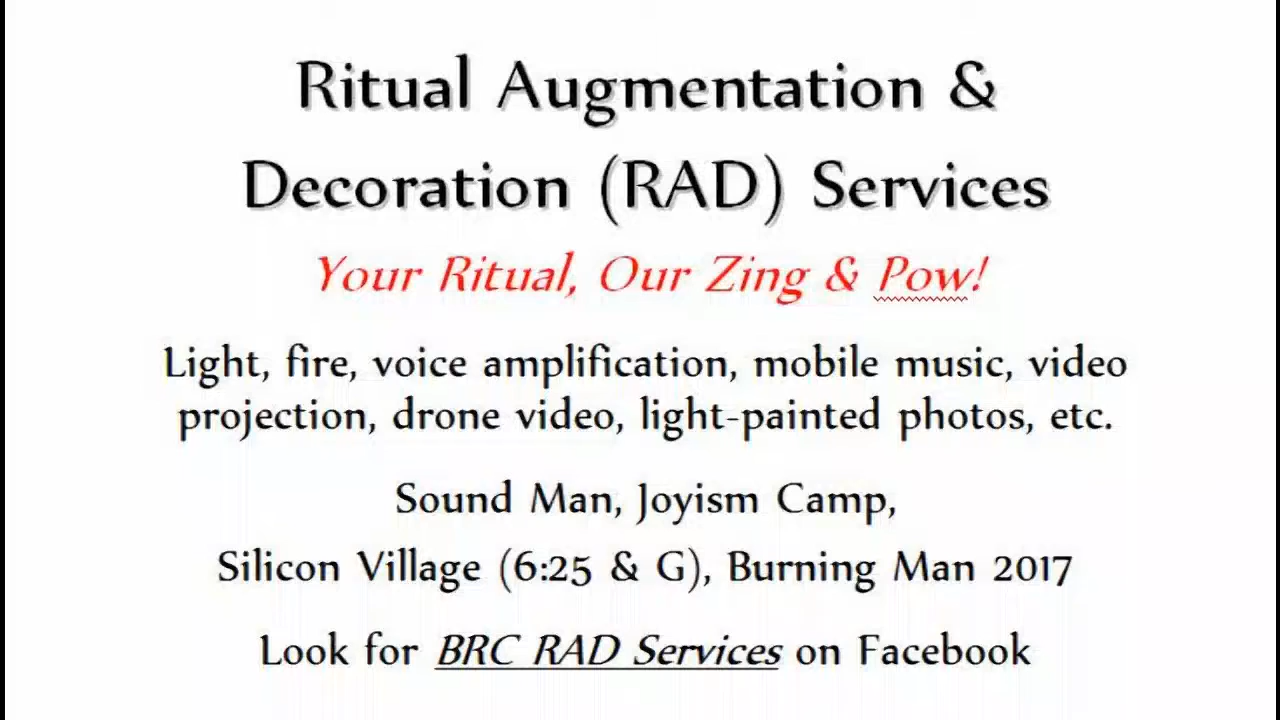 Ritual Augmentation &
Decoration (RAD) Services
Your Ritual, Our Zing & Pow!
Light, fire, voice amplification, mobile music, video
projection, drone video, light-painted photos, etc.
Sound Man, Joyism Camp,
Silicon Village (6:25 & G), Burning Man 2017
Look for BRC RAD Services on Facebook